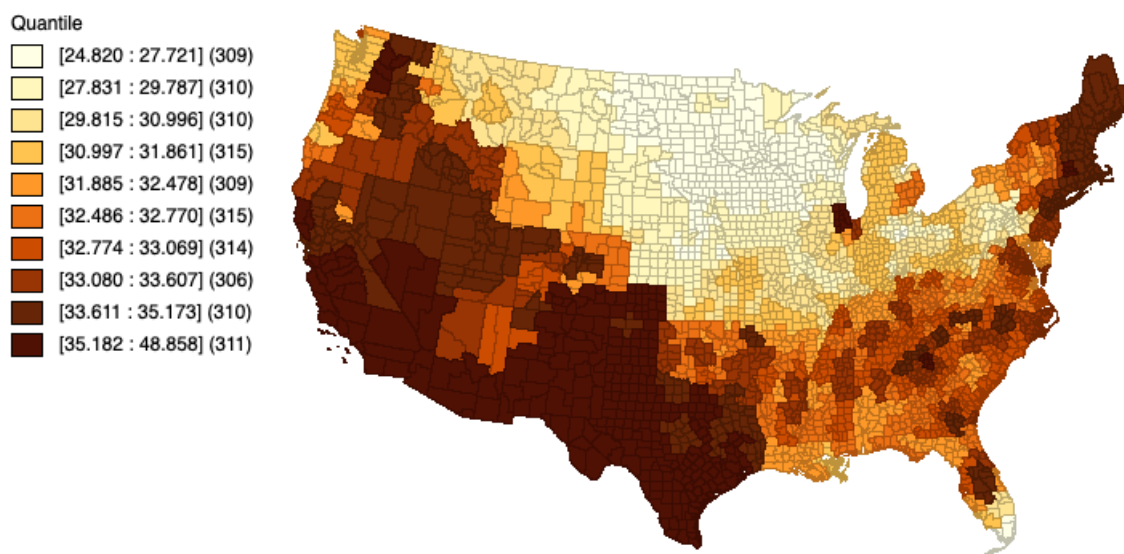 Quantile
[24.820 : 27.721] (309)
[27.831 : 29.787] (310)
[29.815 : 30.996] (310)
[30.997 : 31.861] (315)
[31.885 : 32.478] (309)
[32.486 : 32.770] (315)
[32.774 : 33.069] (314)
[33.080 : 33.607] (306)
[33.611 : 35.173] (310)
[35.182 : 48.858] (311)